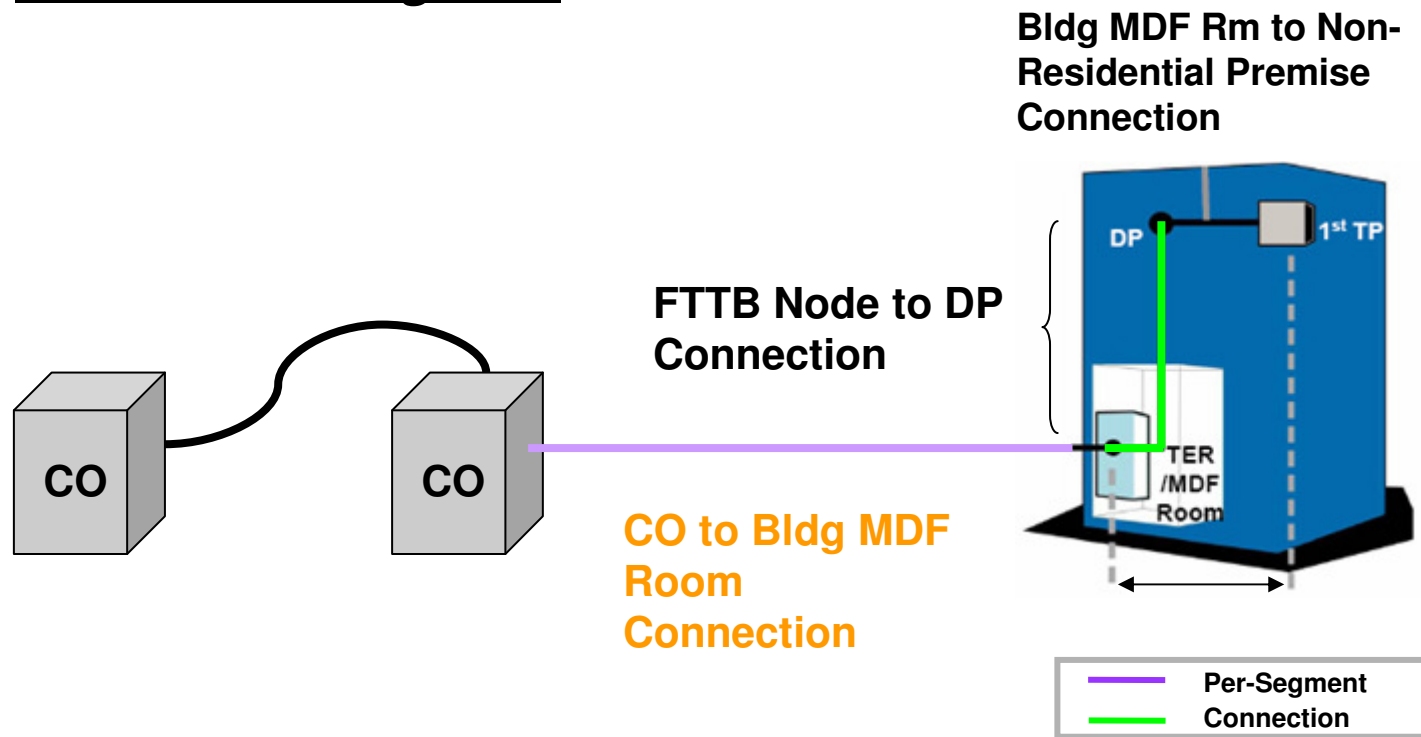 Bldg MDF Rm to Non-
Residential Premise
Connection
DP
1st TP
FTTB Node to DP
Connection
CO
CO
TER
/MDF
Room
CO to Bldg MDF
Room
Connection
Per-Segment
Connection